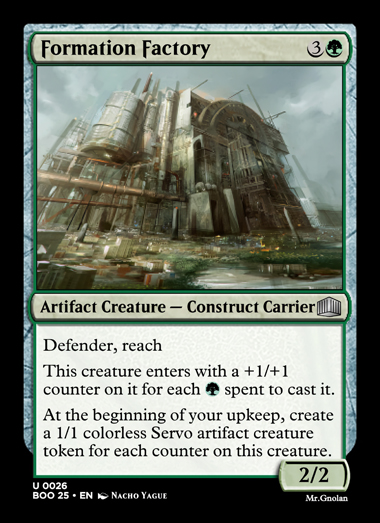 Formation Factory 3
Artifact Creature — Construct Carrier
Defender, reach
This creature enters with a +1/+1
counter on it for each spent to cast it.
At the beginning of your upkeep, create
a 1/1 colorless Servo artifact creature
token for each counter on this creature.
2/2
U 0026
BOO 25 • EN Nacho Yague
Mr.Gnolan